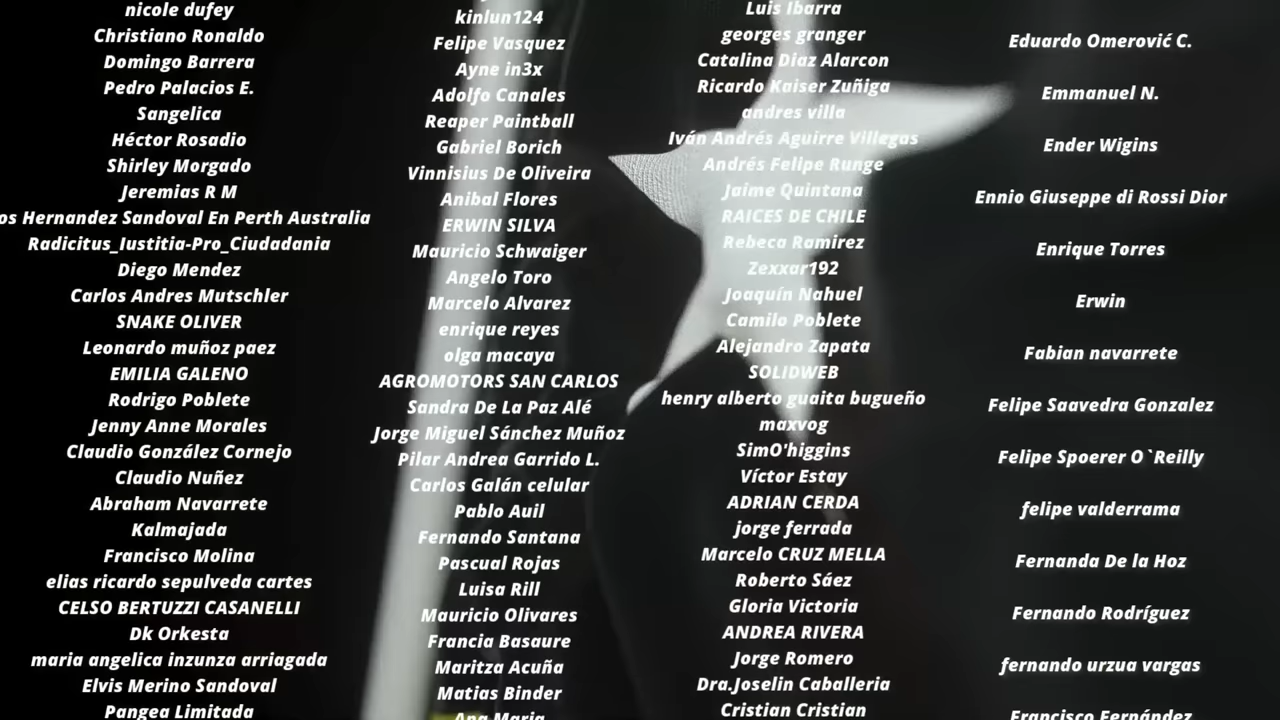 nicole dufey
Christiano Ronaldo
Domingo Barrera
Pedro Palacios E.
Sangelica
Héctor Rosadio
Shirley Morgado
Jeremias R M
os Hernandez Sandoval En Perth Australia
Radicitus_Iustitia-Pro_Ciudadania
Diego Mendez
Carlos Andres Mutschler
SNAKE OLIVER
Leonardo muñoz paez
EMILIA GALENO
Rodrigo Poblete
Jenny Anne Morales
Claudio González Cornejo
Claudio Nuñez
Abraham Navarrete
Kalmajada
Francisco Molina
elias ricardo sepulveda cartes
CELSO BERTUZZI CASANELLI
Dk Orkesta
maria angelica inzunza arriagada
Elvis Merino Sandoval
Pangea Limitada
kinlun124
Felipe Vasquez
Ayne in3x
Adolfo Canales
Reaper Paintball
Gabriel Borich
Vinnisius De Oliveira
Anibal Flores
ERWIN SILVA
Mauricio Schwaiger
Angelo Toro
Marcelo Alvarez
enrique reyes
olga macaya
AGROMOTORS SAN CARLOS
Sandra De La Paz Alé
Jorge Miguel Sánchez Muñoz
Pilar Andrea Garrido L.
Carlos Galán celular
Pablo Auil
Fernando Santana
Pascual Rojas
Luisa Rill
Mauricio Olivares
Francia Basaure
Maritza Acuña
Matias Binder
Ana Maria
Luis Ibarra
georges granger
Catalina Diaz Alarcon
Ricardo Kaiser Zuñiga
andres villa
Iván Andrés Aguirre Villegas
Andrés Felipe Runge
Jaime Quintana
RAICES DE CHILE
Rebeca Ramirez
Zexxar192
Joaquín Nahuel
Camilo Poblete
Alejandro Zapata
SOLIDWEB
henry alberto guaita bugueño
maxvog
SimO'higgins
Víctor Estay
ADRIAN CERDA
jorge ferrada
Marcelo CRUZ MELLA
Roberto Sáez
Gloria Victoria
ANDREA RIVERA
Jorge Romero
Dra.Joselin Caballeria
Cristian Cristian
Eduardo Omerović C.
Emmanuel N.
Ender Wigins
Ennio Giuseppe di Rossi Dior
Enrique Torres
Erwin
Fabian navarrete
Felipe Saavedra Gonzalez
Felipe Spoerer O`Reilly
felipe valderrama
Fernanda De la Hoz
Fernando Rodríguez
fernando urzua vargas
Francisco Fernández